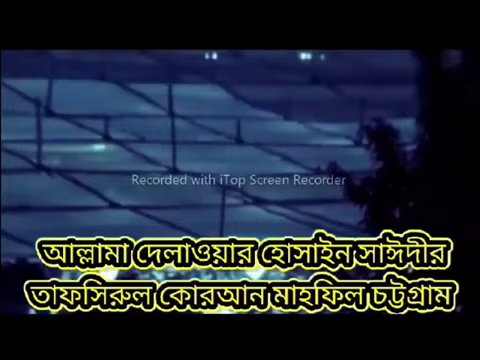 Recorded with iTop Screen Recorder
আল্লামা দেলাওয়ার হোসাইন সাঈদীর
তাফসিরুল কোরআন মাহফিল চট্টগ্রাম